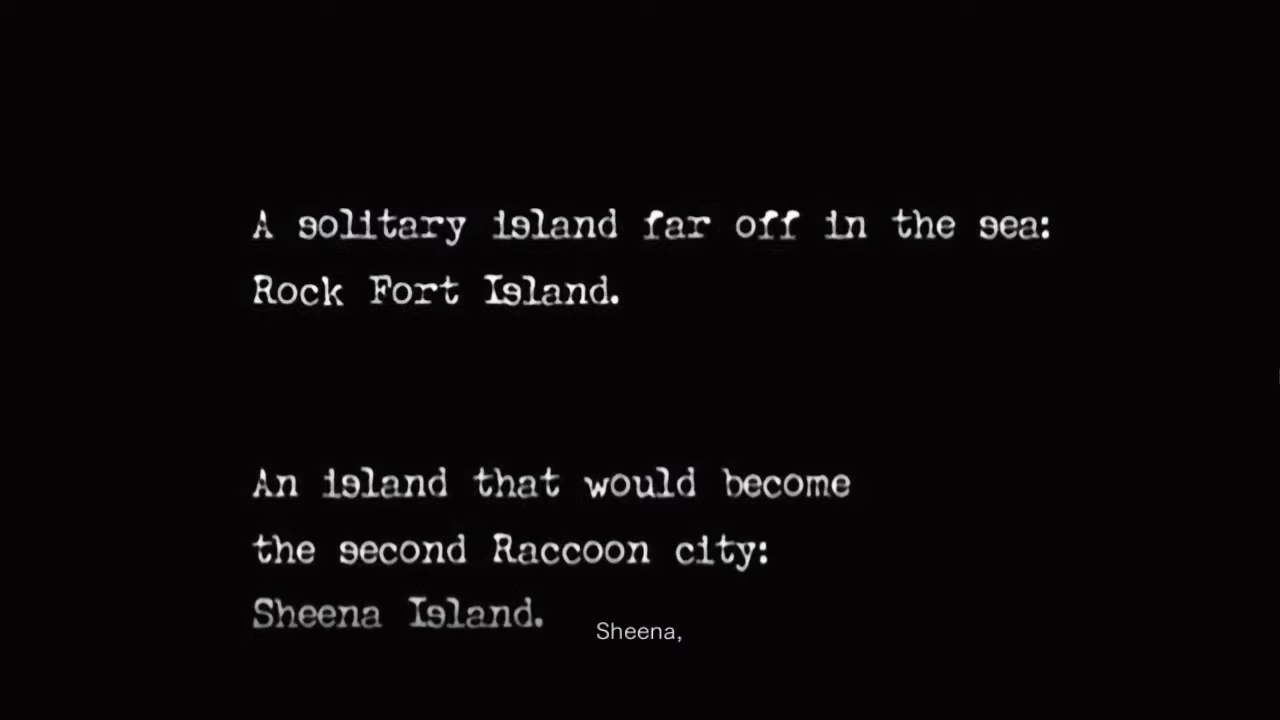 A solitary island far off in the sea:
Rock Fort Island.
An island that would become
the second Raccoon city:
Sheena Island.
Sheena,